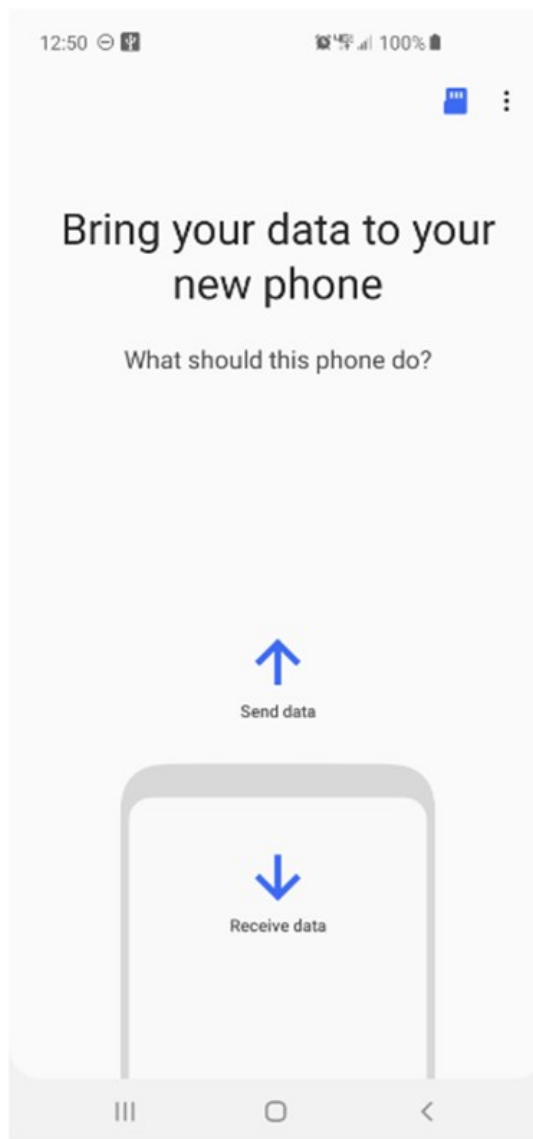 12:50 100%
Bring your data to your
new phone
What should this phone do?
Send data
Receive data